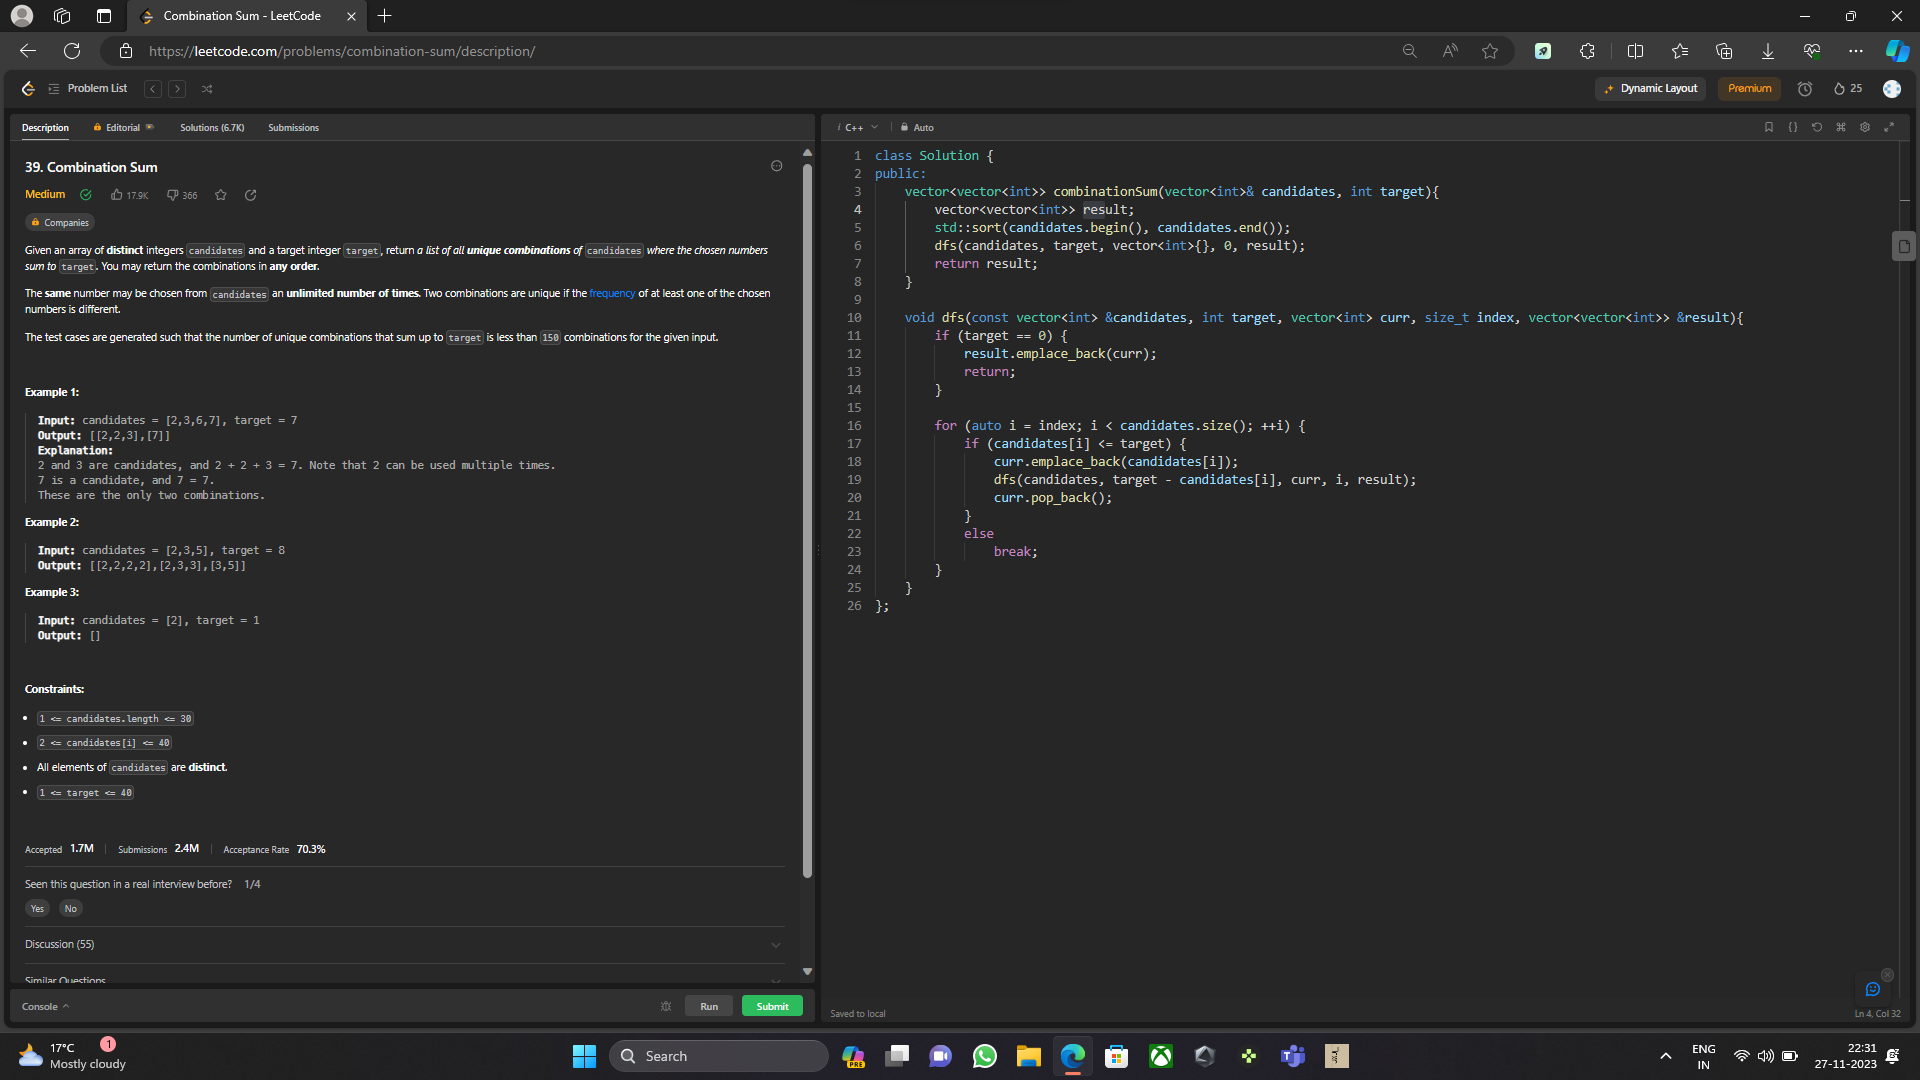 Combination Sum - LeetCode
https://leetcode.com/problems/combination-sum/description/
Problem List
Dynamic Layout
Premium
25
Description
Editorial
Solutions (6.7K)
Submissions
39. Combination Sum
Medium
17.9K
366
Companies
Given an array of distinct integers candidates and a target integer target, return a list of all unique combinations of candidates where the chosen numbers
sum to target. You may return the combinations in any order.
The same number may be chosen from candidates an unlimited number of times. Two combinations are unique if the frequency of at least one of the chosen
numbers is different.
The test cases are generated such that the number of unique combinations that sum up to target is less than 150 combinations for the given input.
Example 1:
Input: candidates = [2,3,6,7], target = 7
Output: [[2,2,3],[7]]
Explanation:
2 and 3 are candidates, and 2 + 2 + 3 = 7. Note that 2 can be used multiple times.
7 is a candidate, and 7 = 7.
These are the only two combinations.
Example 2:
Input: candidates = [2,3,5], target = 8
Output: [[2,2,2,2],[2,3,3],[3,5]]
Example 3:
Input: candidates = [2], target = 1
Output: []
Constraints:
1 <= candidates.length <= 30
2 <= candidates[i] <= 40
All elements of candidates are distinct.
1 <= target <= 40
Accepted 1.7M
Submissions 2.4M
Acceptance Rate 70.3%
Seen this question in a real interview before? 1/4
Yes
No
Discussion (55)
Similar Questions
Console
Run
Submit
i C++
Auto
1 class Solution {
2 public:
3 vector<vector<int>> combinationSum(vector<int>& candidates, int target){
4 vector<vector<int>> result;
5 std::sort(candidates.begin(), candidates.end());
6 dfs(candidates, target, vector<int>{}, 0, result);
7 return result;
8 }
9
10 void dfs(const vector<int> &candidates, int target, vector<int> curr, size_t index, vector<vector<int>> &result){
11 if (target == 0) {
12 result.emplace_back(curr);
13 return;
14 }
15
16 for (auto i = index; i < candidates.size(); ++i) {
17 if (candidates[i] <= target) {
18 curr.emplace_back(candidates[i]);
19 dfs(candidates, target - candidates[i], curr, i, result);
20 curr.pop_back();
21 }
22 else
23 break;
24 }
25 }
26 };
Saved to local
Ln 4, Col 32
17°C
1
Mostly cloudy
Search
PRE
ENG
IN
22:31
27-11-2023